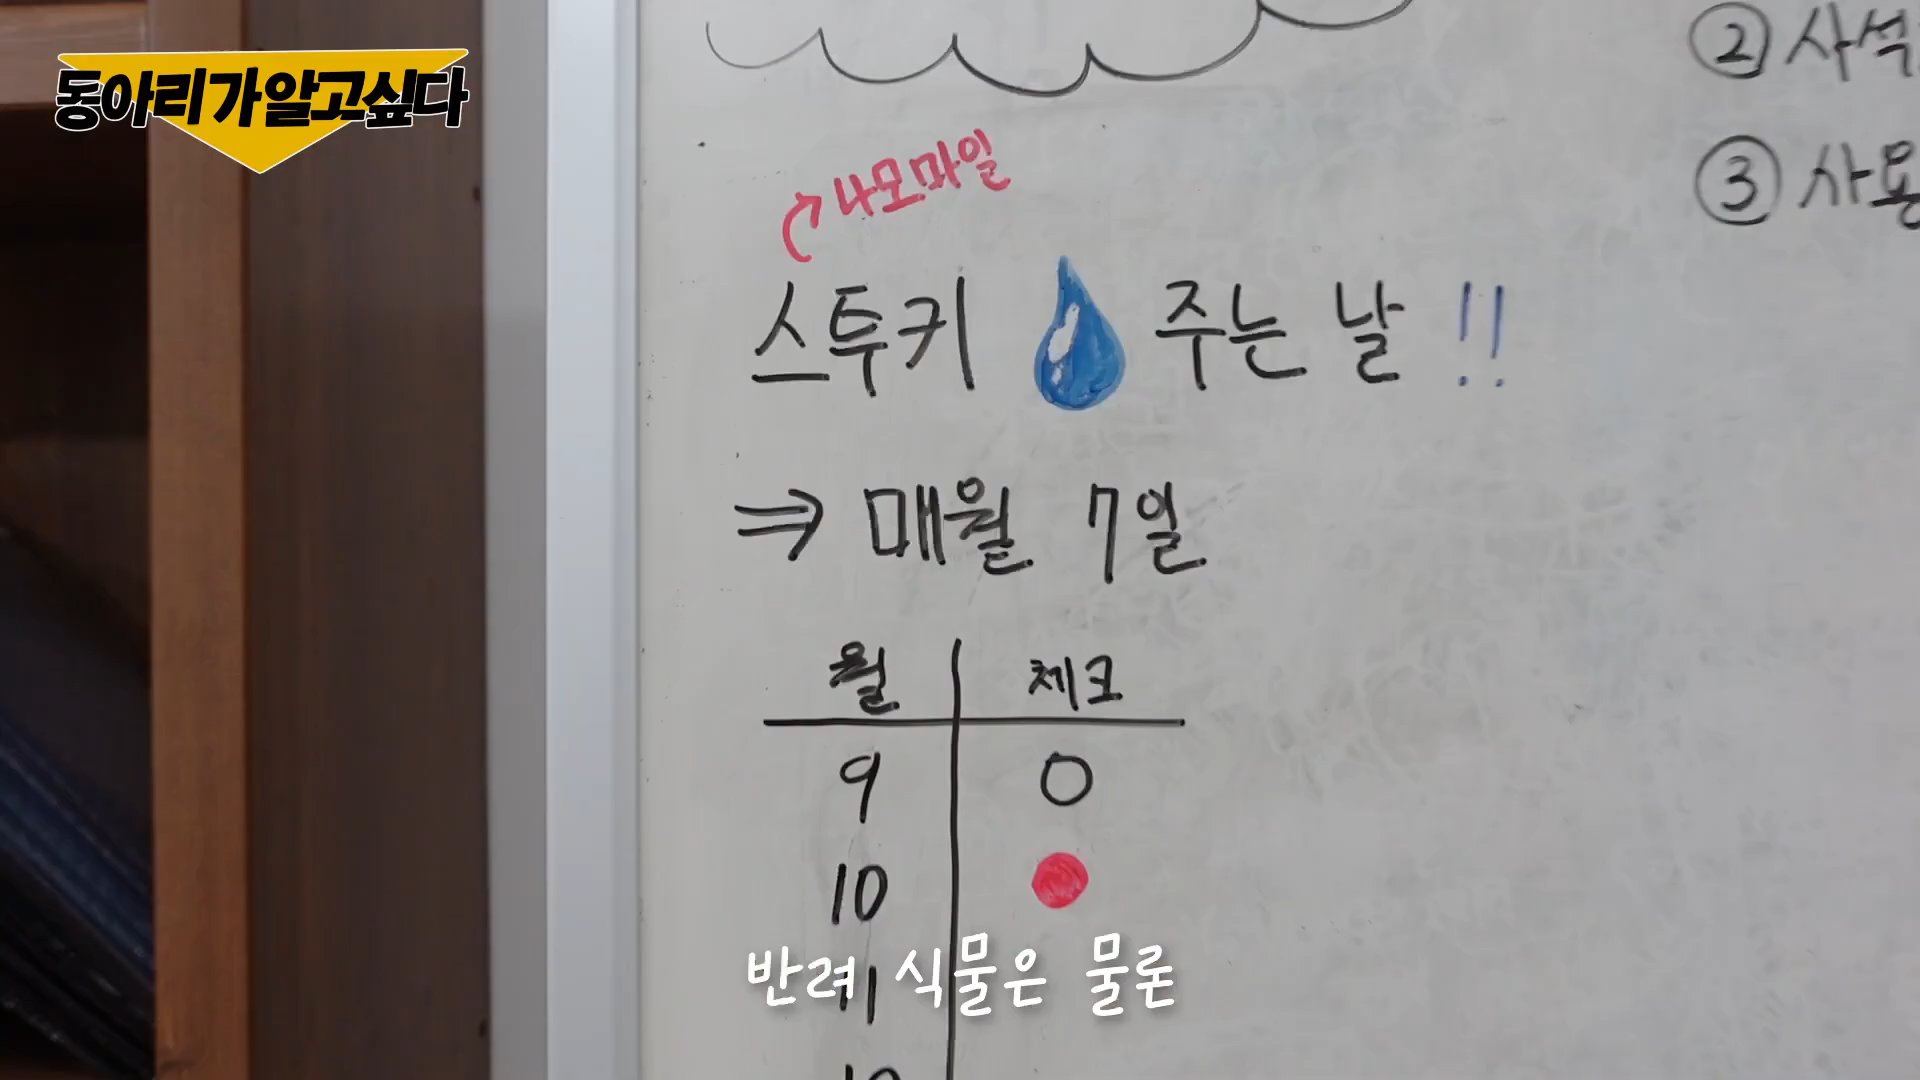 동아리가알고싶다
② 사석
③ 사용
나모마일
스투키 주는 날 !!
⇒ 매월 7일
월 체크
9 O
10
11
반려 식물은 물론